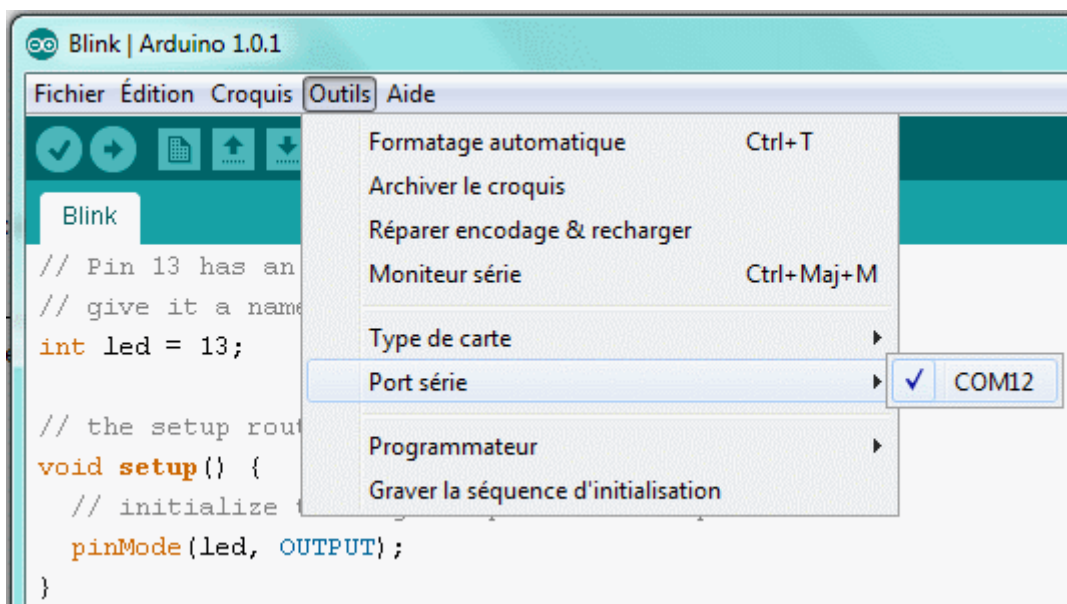 Blink | Arduino 1.0.1
Fichier Édition Croquis Outils Aide
Formatage automatique Ctrl+T
Archiver le croquis
Réparer encodage & recharger
Moniteur série Ctrl+Maj+M
Type de carte
Port série
COM12
Programmateur
Graver la séquence d'initialisation
Blink
// Pin 13 has an
// give it a name
int led = 13;
// the setup rout
void setup() {
// initialize
pinMode(led, OUTPUT);
}